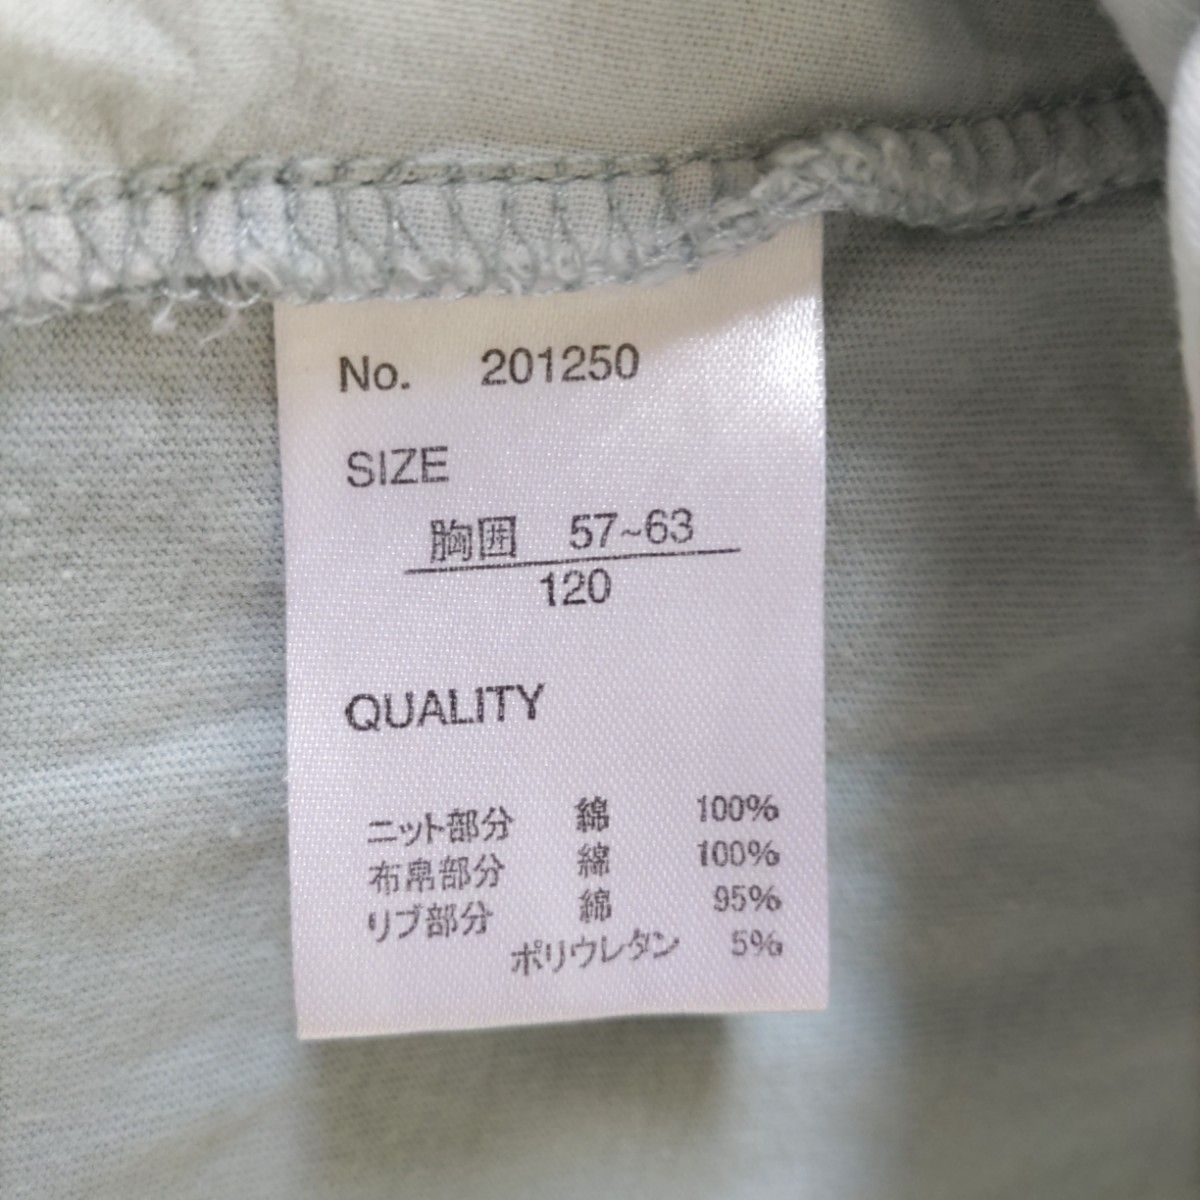 No. 201250
SIZE
胸囲 57~63
120
QUALITY
ニット部分 綿 100%
布帛部分 綿 100%
リブ部分 綿 95%
ポリウレタン 5%